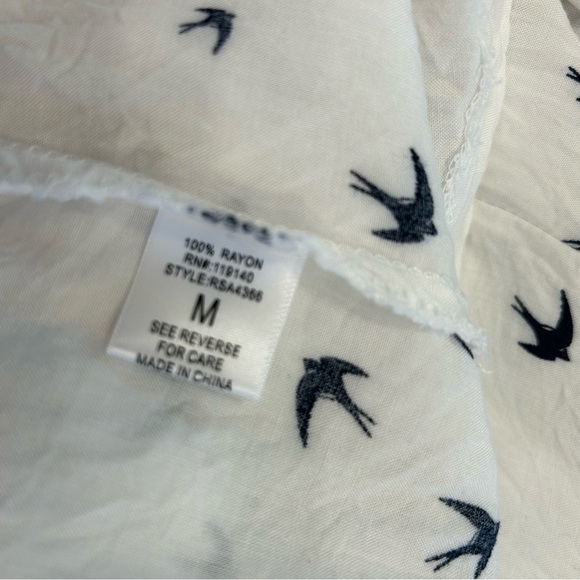 100% RAYON
RN#:119140
STYLE:RSA4366
M
SEE REVERSE
FOR CARE
MADE IN CHINA